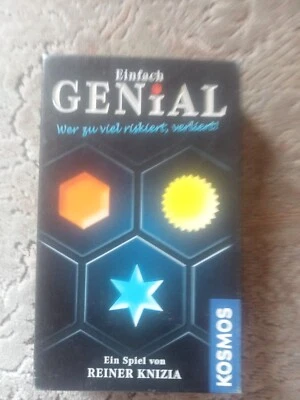 Einfach
GENiAL
Wer zu viel riskiert, verliert!
Ein Spiel von
REINER KNIZIA
KOSMOS